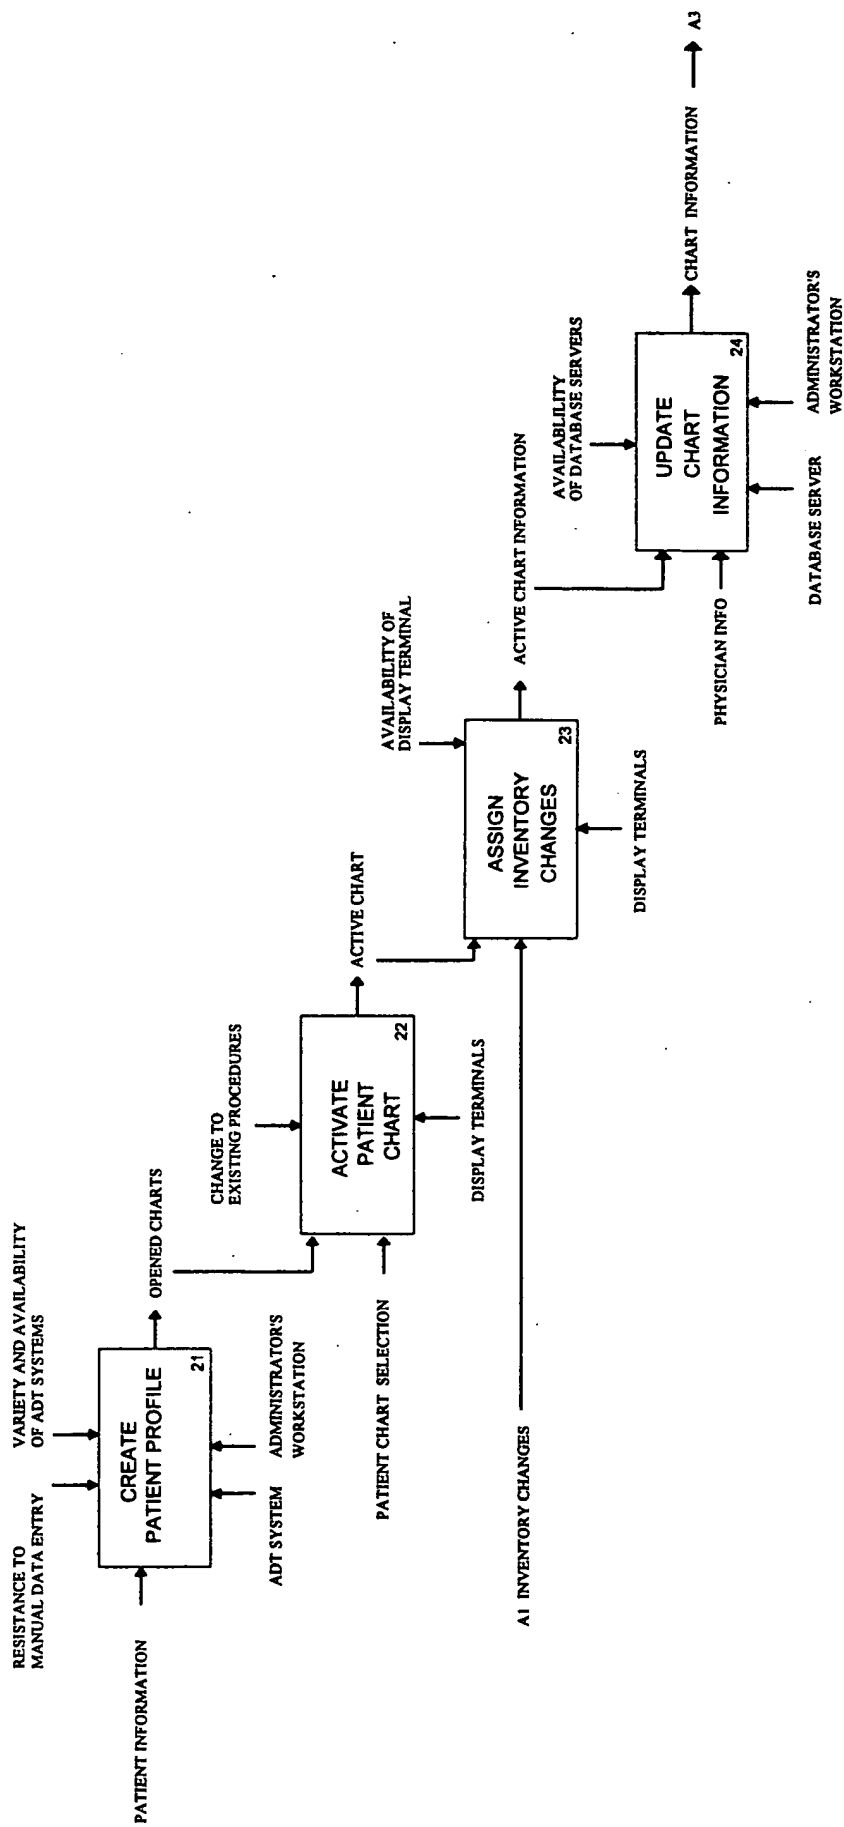 RESISTANCE TO
MANUAL DATA ENTRY
VARIETY AND AVAILABILITY
OF ADT SYSTEMS
PATIENT INFORMATION
CREATE
PATIENT PROFILE
21
OPENED CHARTS
ADT SYSTEM
ADMINISTRATOR'S
WORKSTATION
CHANGE TO
EXISTING PROCEDURES
PATIENT CHART SELECTION
ACTIVATE
PATIENT
CHART
22
ACTIVE CHART
DISPLAY TERMINALS
AVAILABILITY OF
DISPLAY TERMINAL
A1 INVENTORY CHANGES
ASSIGN
INVENTORY
CHANGES
23
ACTIVE CHART INFORMATION
DISPLAY TERMINALS
AVAILABLILITY
OF DATABASE SERVERS
PHYSICIAN INFO
UPDATE
CHART
INFORMATION
24
CHART INFORMATION
A3
DATABASE SERVER
ADMINISTRATOR'S
WORKSTATION